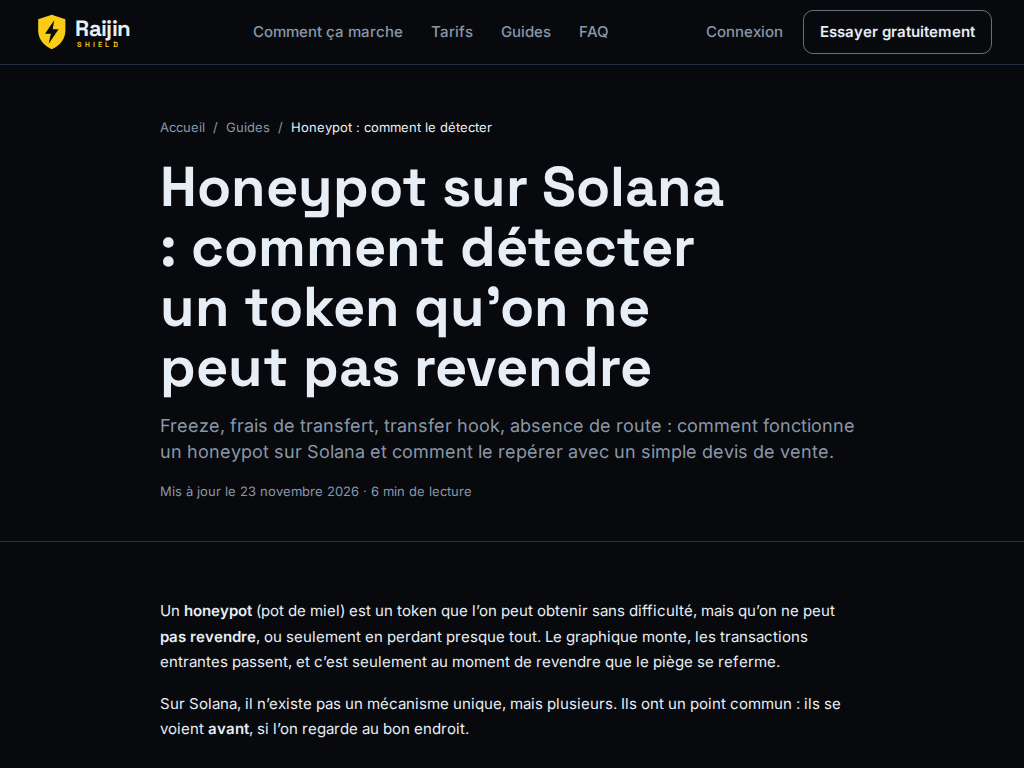 Raijin
SHIELD
Comment ça marche
Tarifs
Guides
FAQ
Connexion
Essayer gratuitement
Accueil / Guides / Honeypot : comment le détecter
Honeypot sur Solana
: comment détecter
un token qu’on ne
peut pas revendre
Freeze, frais de transfert, transfer hook, absence de route : comment fonctionne
un honeypot sur Solana et comment le repérer avec un simple devis de vente.
Mis à jour le 23 novembre 2026 · 6 min de lecture
Un honeypot (pot de miel) est un token que l’on peut obtenir sans difficulté, mais qu’on ne peut
pas revendre, ou seulement en perdant presque tout. Le graphique monte, les transactions
entrantes passent, et c’est seulement au moment de revendre que le piège se referme.
Sur Solana, il n’existe pas un mécanisme unique, mais plusieurs. Ils ont un point commun : ils se
voient avant, si l’on regarde au bon endroit.